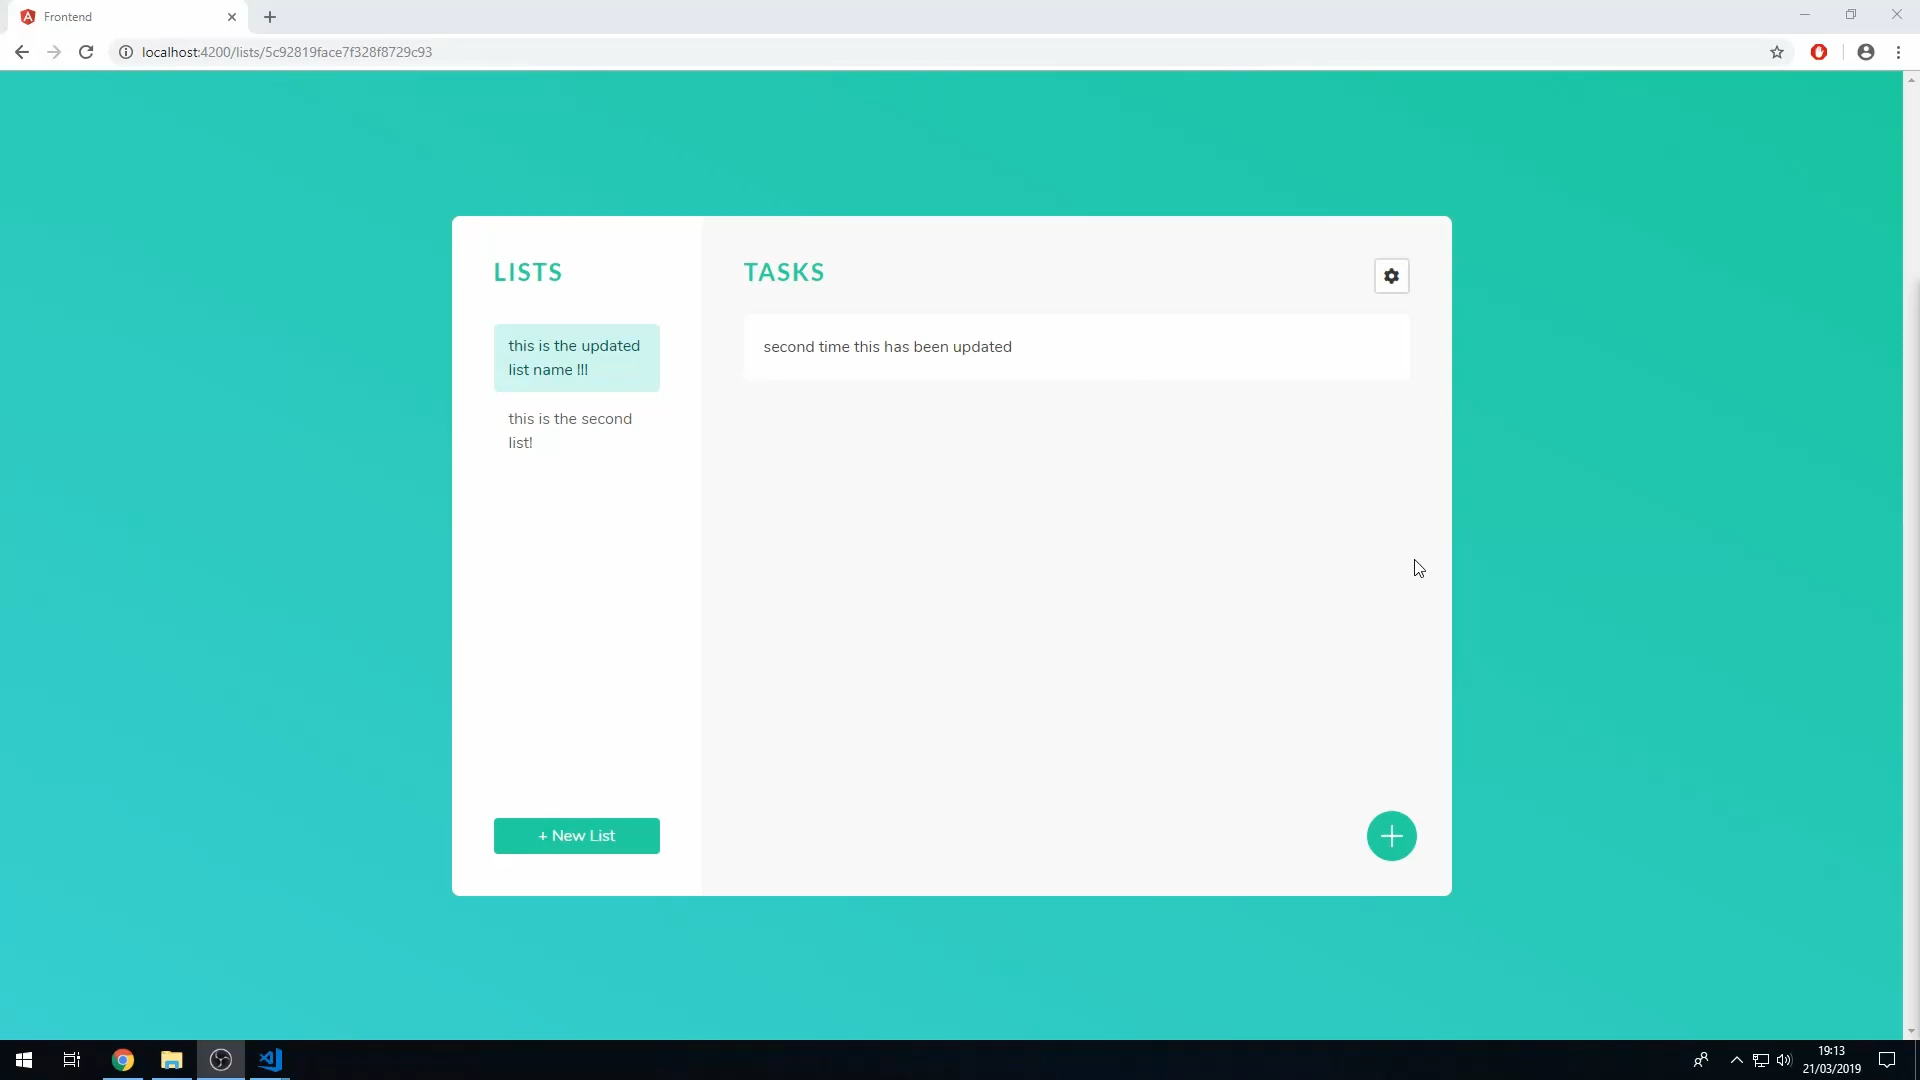 Frontend
localhost:4200/lists/5c92819face7f328f8729c93
LISTS
this is the updated
list name !!!
this is the second
list!
+ New List
TASKS
second time this has been updated
19:13
21/03/2019